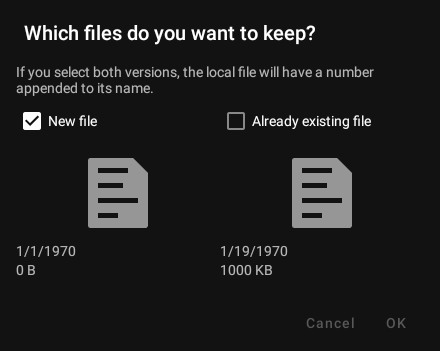 Which files do you want to keep?
If you select both versions, the local file will have a number
appended to its name.
New file
Already existing file
1/1/1970
1/19/1970
0 B
1000 KB
Cancel
OK